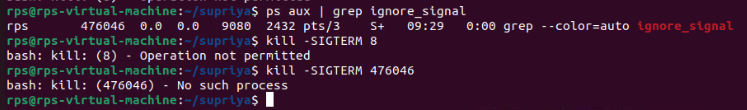 rps@rps-virtual-machine:~/supriya$ ps aux | grep ignore_signal
rps       476046  0.0  0.0   9080  2432 pts/3    S+   09:29   0:00 grep --color=auto ignore_signal
rps@rps-virtual-machine:~/supriya$ kill -SIGTERM 8
bash: kill: (8) - Operation not permitted
rps@rps-virtual-machine:~/supriya$ kill -SIGTERM 476046
bash: kill: (476046) - No such process
rps@rps-virtual-machine:~/supriya$